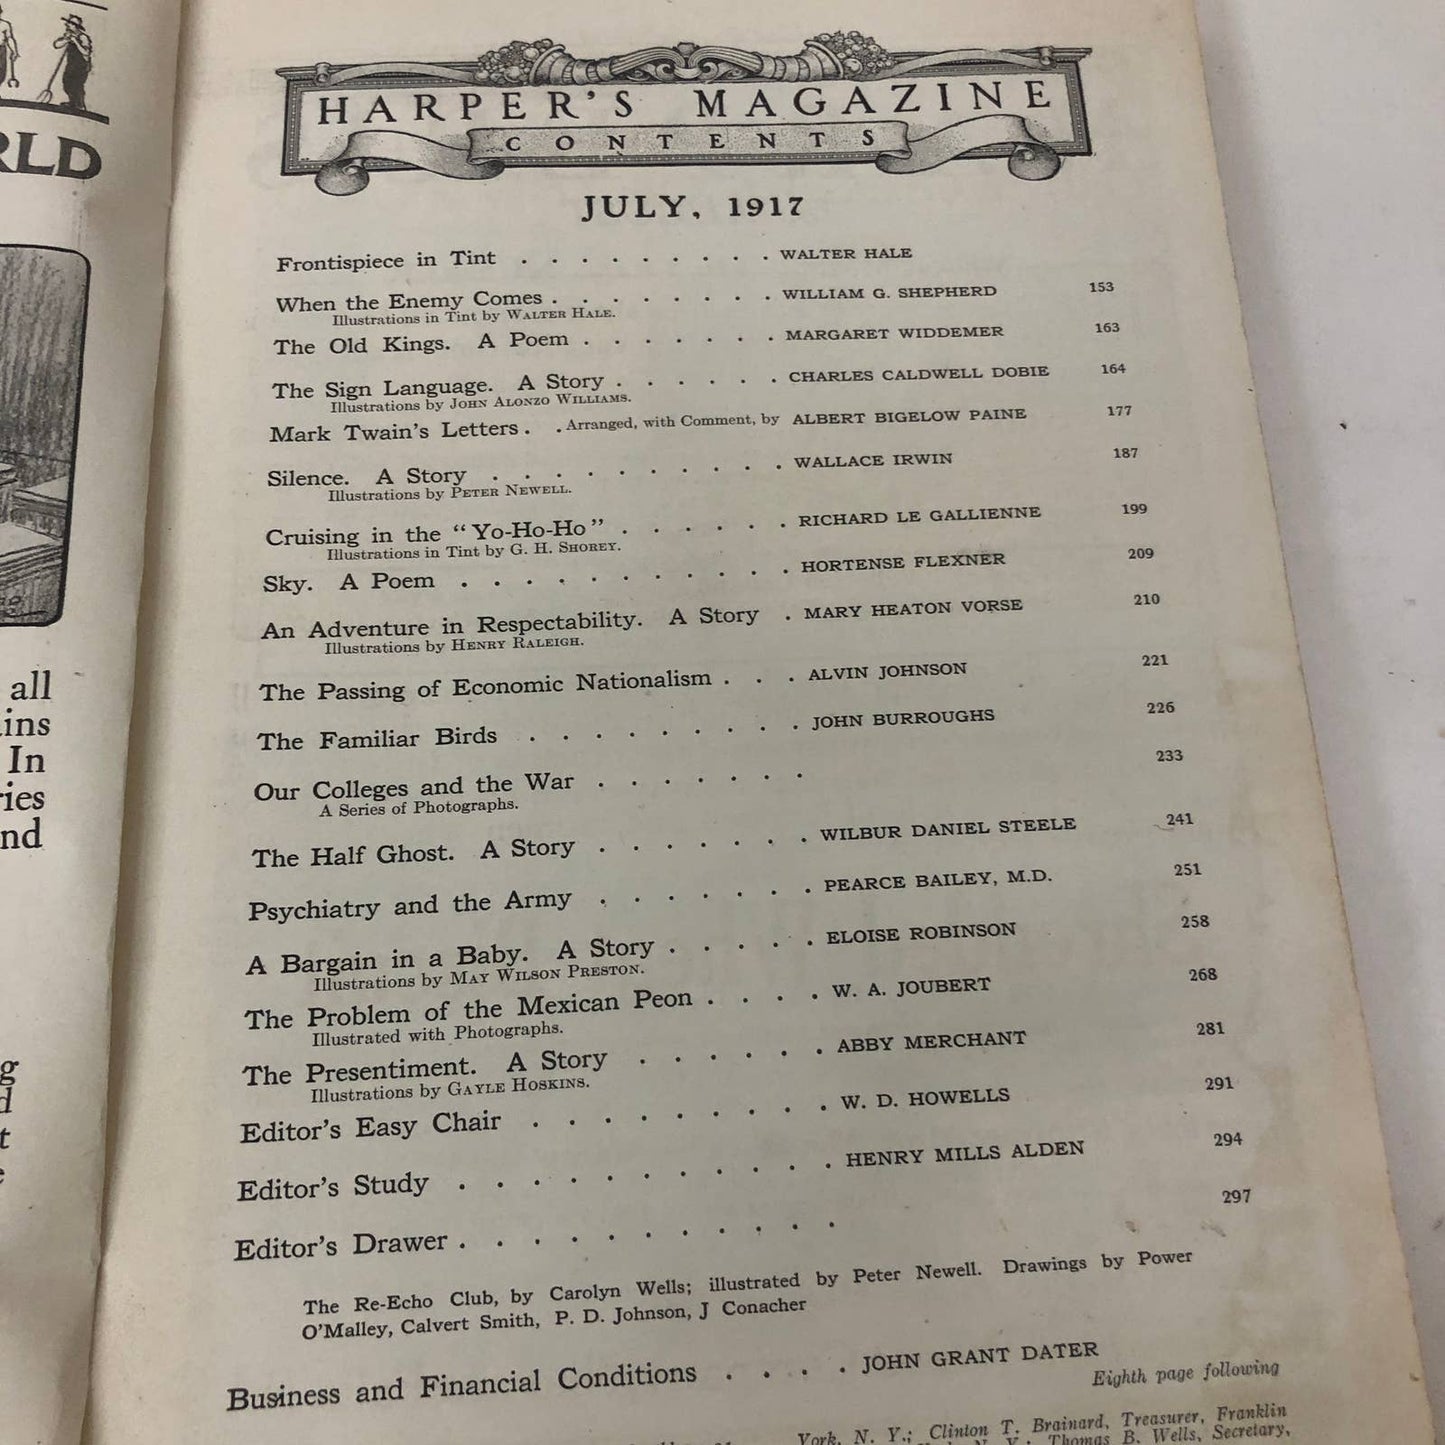 RLD
all
ains
In
ries
nd
HARPER'S MAGAZINE
CONTENTS
JULY, 1917
Frontispiece in Tint . . . . . . . . . WALTER HALE
When the Enemy Comes . . . . . . . . WILLIAM G. SHEPHERD 153
Illustrations in Tint by WALTER HALE.
The Old Kings. A Poem . . . . . . . MARGARET WIDDEMER 163
The Sign Language. A Story . . . . . . CHARLES CALDWELL DOBIE 164
Illustrations by JOHN ALONZO WILLIAMS.
Mark Twain's Letters . . Arranged, with Comment, by ALBERT BIGELOW PAINE 177
Silence. A Story . . . . . . . . . . WALLACE IRWIN 187
Illustrations by PETER NEWELL.
Cruising in the "Yo-Ho-Ho" . . . . . . RICHARD LE GALLIENNE 199
Illustrations in Tint by G. H. SHOREY.
Sky. A Poem . . . . . . . . . . . HORTENSE FLEXNER 209
An Adventure in Respectability. A Story . MARY HEATON VORSE 210
Illustrations by HENRY RALEIGH.
The Passing of Economic Nationalism . . . ALVIN JOHNSON 221
The Familiar Birds . . . . . . . . . JOHN BURROUGHS 226
Our Colleges and the War . . . . . . . 233
A Series of Photographs.
The Half Ghost. A Story . . . . . . . WILBUR DANIEL STEELE 241
Psychiatry and the Army . . . . . . . PEARCE BAILEY, M.D. 251
A Bargain in a Baby. A Story . . . . . ELOISE ROBINSON 258
Illustrations by MAY WILSON PRESTON.
The Problem of the Mexican Peon . . . . W. A. JOUBERT 268
Illustrated with Photographs.
The Presentiment. A Story . . . . . . ABBY MERCHANT 281
Illustrations by GAYLE HOSKINS.
Editor's Easy Chair . . . . . . . . . W. D. HOWELLS 291
Editor's Study . . . . . . . . . . . HENRY MILLS ALDEN 294
Editor's Drawer . . . . . . . . . . . 297
The Re-Echo Club, by Carolyn Wells; illustrated by Peter Newell. Drawings by Power
O'Malley, Calvert Smith, P. D. Johnson, J Conacher
Business and Financial Conditions . . . . JOHN GRANT DATER
Eighth page following
York, N. Y.; Clinton T. Brainard, Treasurer, Franklin
Thomas B. Wells, Secretary,